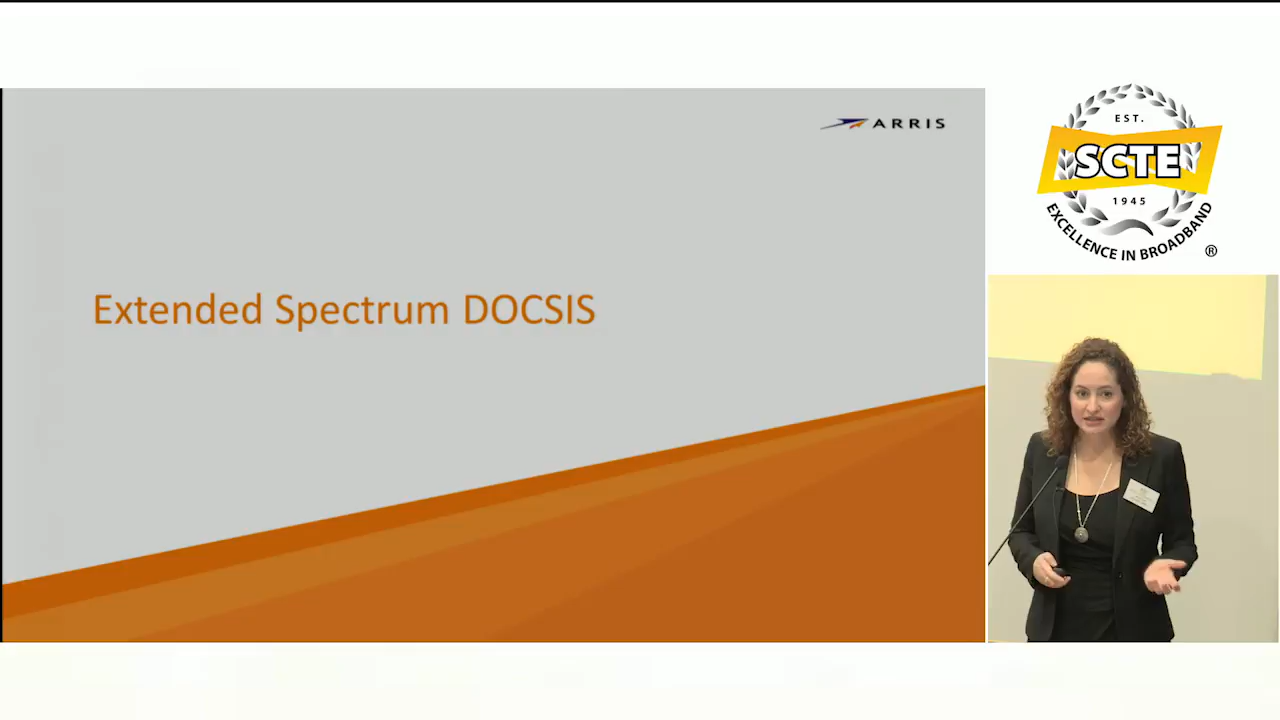 ARRIS
Extended Spectrum DOCSIS
EST.
SCTE
1945
EXCELLENCE IN BROADBAND
®